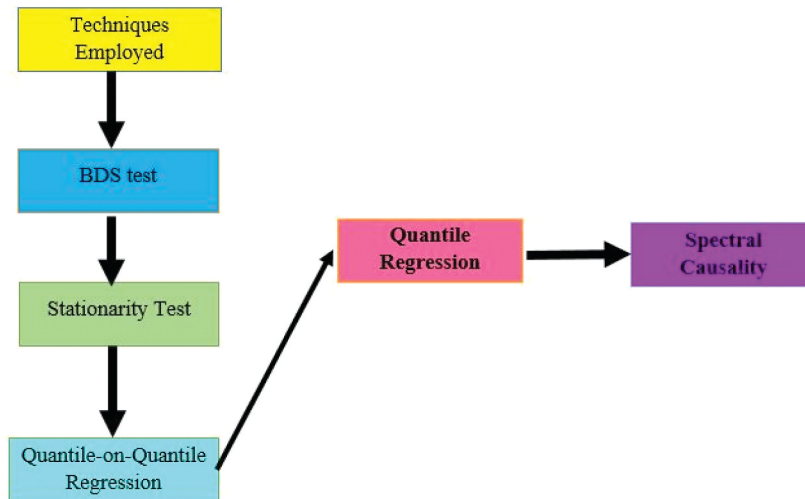 Techniques
Employed
BDS test
Stationarity Test
Quantile-on-Quantile
Regression
Quantile
Regression
Spectral
Causality